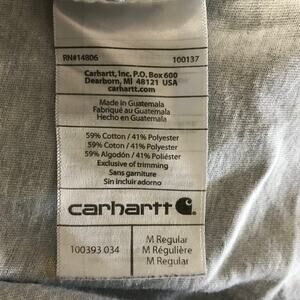 RN#14806 100137
Carhartt, Inc. P.O. Box 600
Dearborn, MI 48121 USA
carhartt.com
Made in Guatemala
Fabriqué au Guatemala
Hecho en Guatemala
59% Cotton / 41% Polyester
59% Coton / 41% Polyester
59% Algodón / 41% Poliéster
Exclusive of trimming
Sans garniture
Sin incluir adorno
carhartt
100393 034
M Regular
M Régulière
M Regular